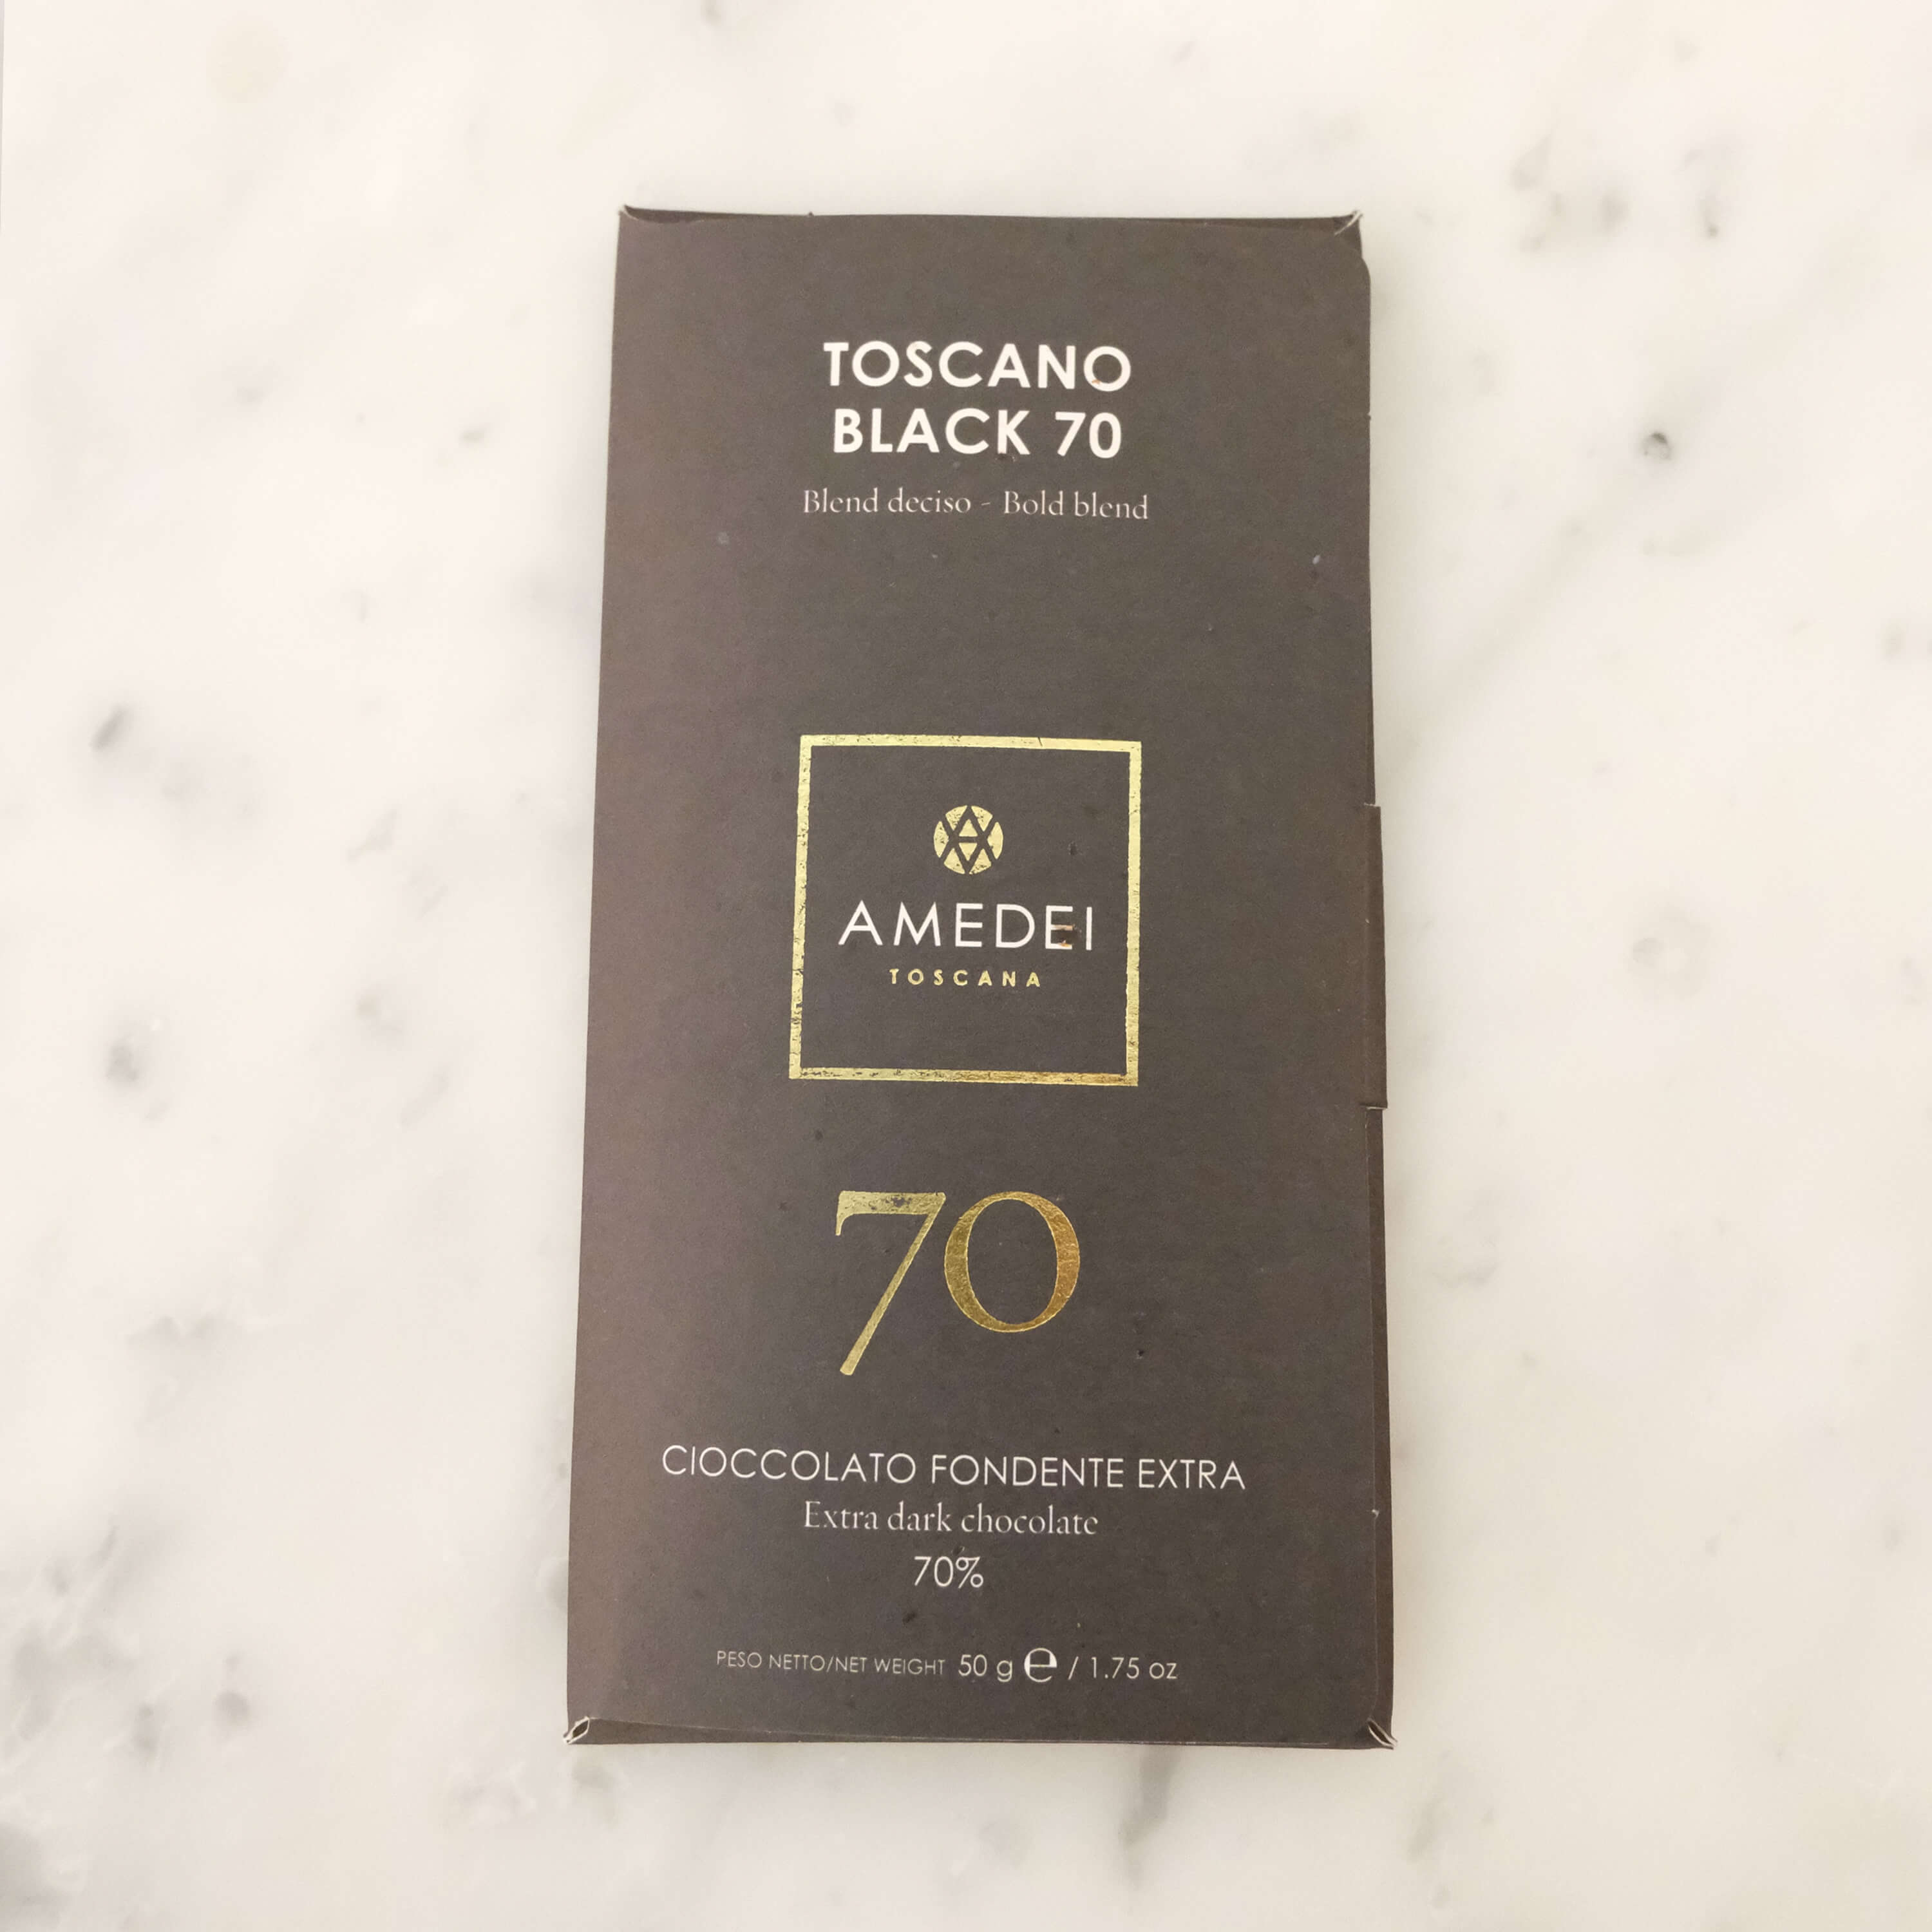 TOSCANO
BLACK 70
Blend deciso - Bold blend
AMEDEI
TOSCANA
70
CIOCCOLATO FONDENTE EXTRA
Extra dark chocolate
70%
PESO NETTO/NET WEIGHT 50 g ℮ / 1.75 oz